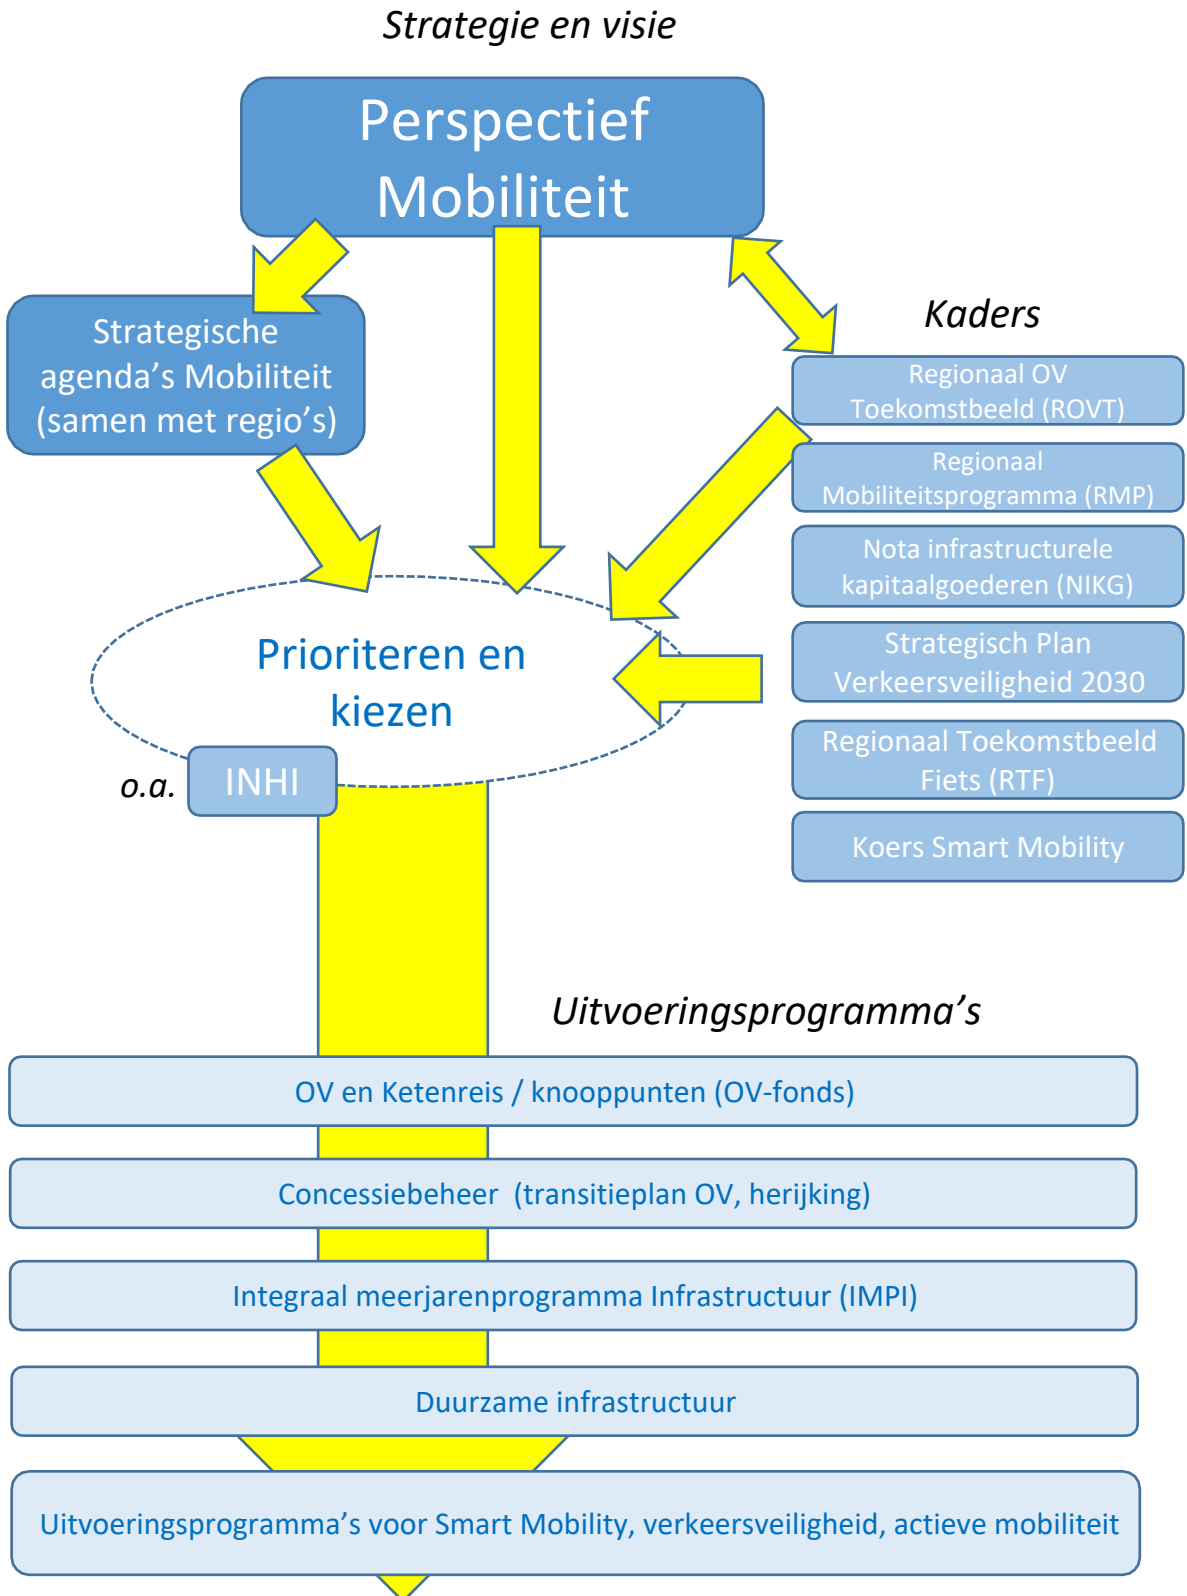 Strategie en visie
Perspectief
Mobiliteit
Strategische
agenda's Mobiliteit
(samen met regio's)
Kaders
Regionaal OV
Toekomstbeeld (ROVT)
Regionaal
Mobiliteitsprogramma (RMP)
Nota infrastructurele
kapitaalgoederen (NIKG)
Strategisch Plan
Verkeersveiligheid 2030
Regionaal Toekomstbeeld
Fiets (RTF)
Koers Smart Mobility
Prioriteren en
kiezen
o.a.
INHI
Uitvoeringsprogramma's
OV en Ketenreis / knooppunten (OV-fonds)
Concessiebeheer  (transitieplan OV, herijking)
Integraal meerjarenprogramma Infrastructuur (IMPI)
Duurzame infrastructuur
Uitvoeringsprogramma's voor Smart Mobility, verkeersveiligheid, actieve mobiliteit